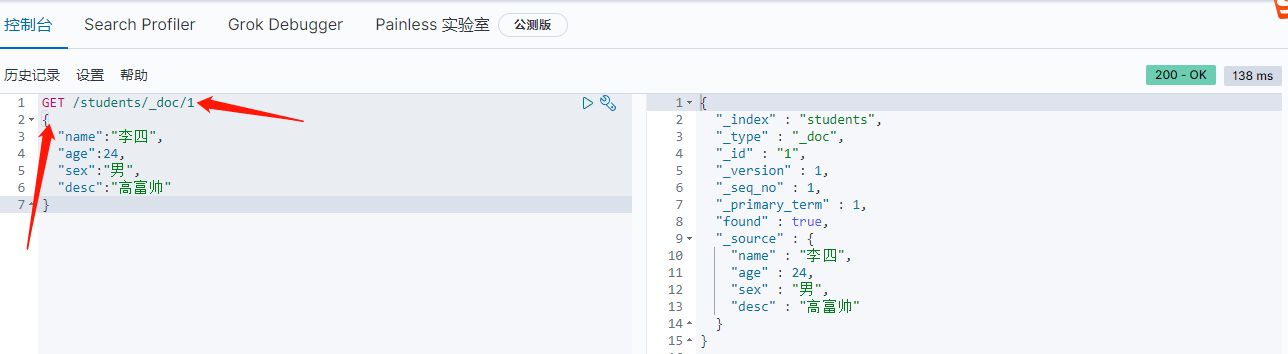 控制台 Search Profiler Grok Debugger Painless 实验室 公测版
历史记录 设置 帮助 200 - OK 138 ms
1 GET /students/_doc/1
2 {
3 "name":"李四",
4 "age":24,
5 "sex":"男",
6 "desc":"高富帅"
7 }
1 {
2 "_index" : "students",
3 "_type" : "_doc",
4 "_id" : "1",
5 "_version" : 1,
6 "_seq_no" : 1,
7 "_primary_term" : 1,
8 "found" : true,
9 "_source" : {
10 "name" : "李四",
11 "age" : 24,
12 "sex" : "男",
13 "desc" : "高富帅"
14 }
15 }